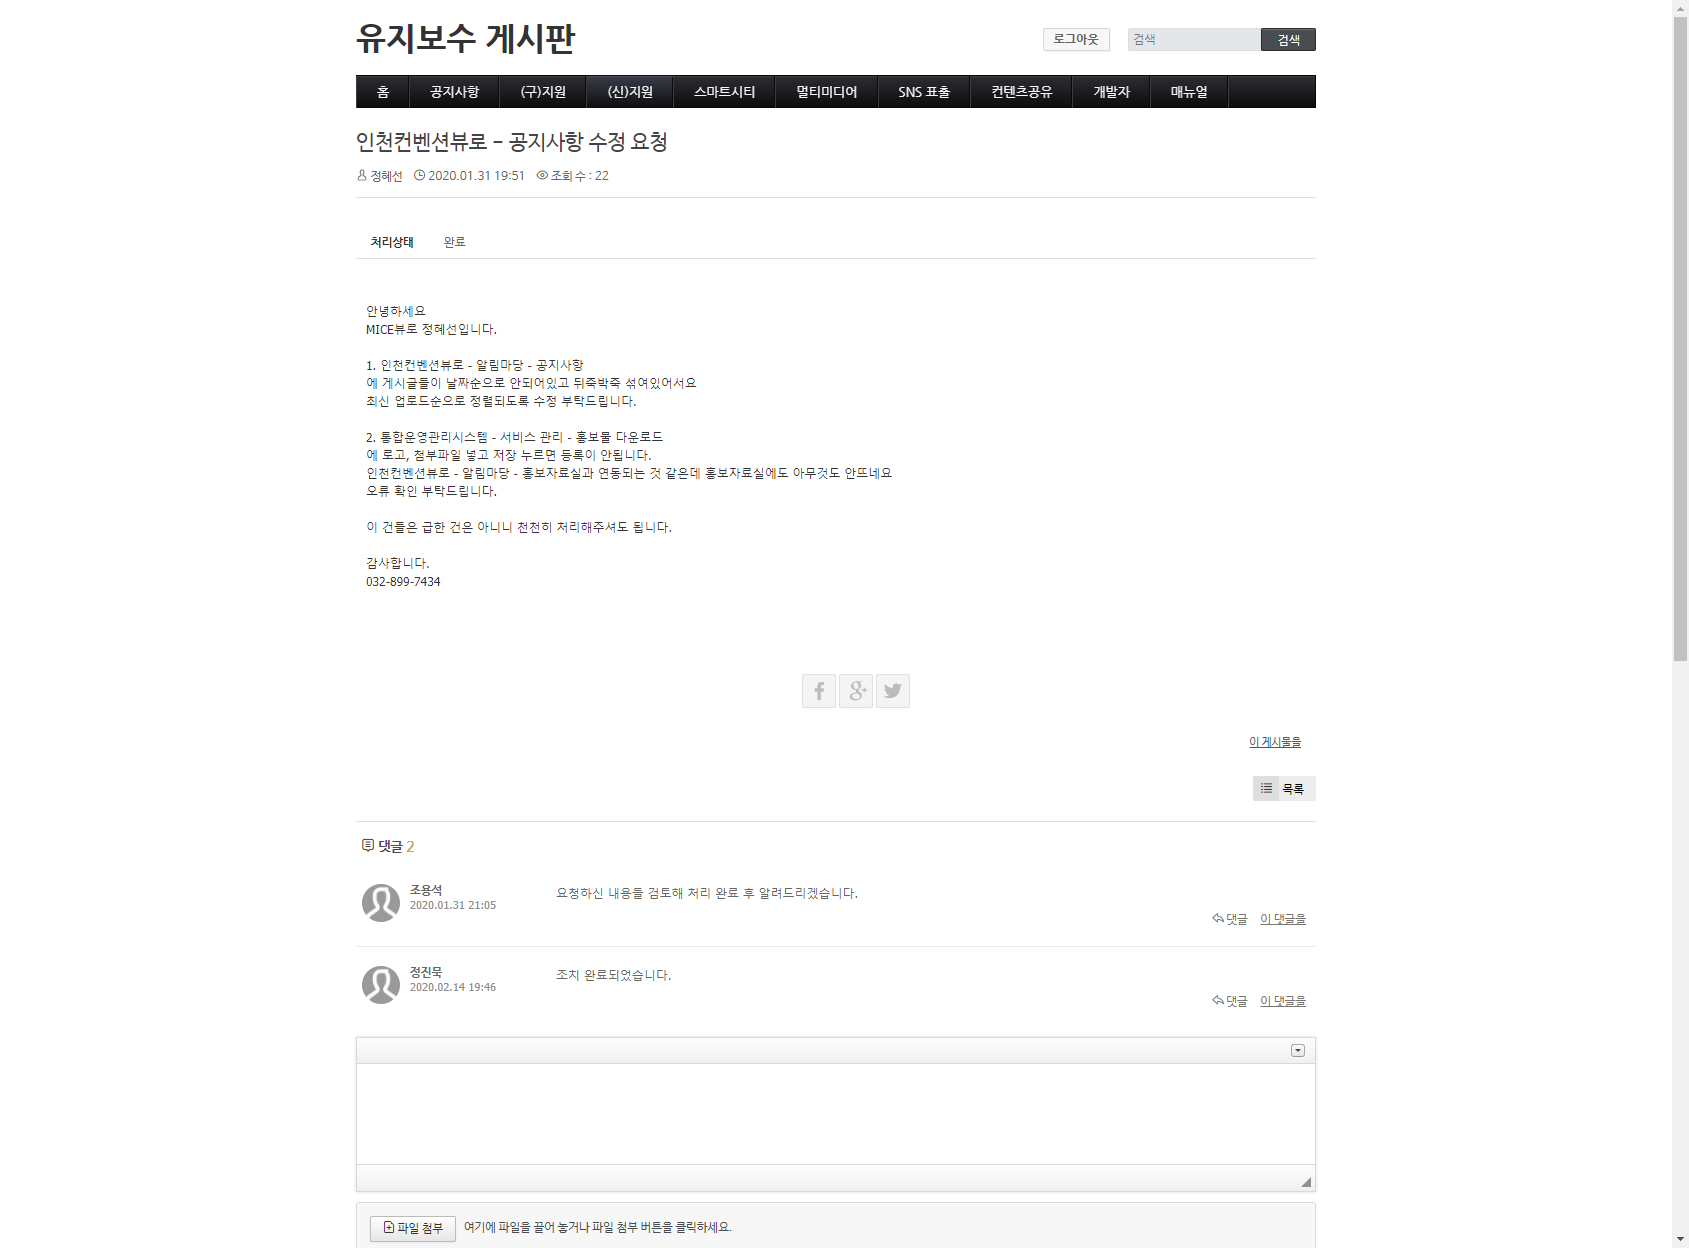 유지보수 게시판
로그아웃
검색
검색
홈
공지사항
(구)지원
(신)지원
스마트시티
멀티미디어
SNS 표출
컨텐츠공유
개발자
매뉴얼
인천컨벤션뷰로 - 공지사항 수정 요청
정혜선 2020.01.31 19:51 조회 수 : 22
처리상태 완료
안녕하세요
MICE뷰로 정혜선입니다.
1. 인천컨벤션뷰로 - 알림마당 - 공지사항
에 게시글들이 날짜순으로 안되어있고 뒤죽박죽 섞여있어서요
최신 업로드순으로 정렬되도록 수정 부탁드립니다.
2. 통합운영관리시스템 - 서비스 관리 - 홍보물 다운로드
에 로고, 첨부파일 넣고 저장 누르면 등록이 안됩니다.
인천컨벤션뷰로 - 알림마당 - 홍보자료실과 연동되는 것 같은데 홍보자료실에도 아무것도 안뜨네요
오류 확인 부탁드립니다.
이 건들은 급한 건은 아니니 천천히 처리해주셔도 됩니다.
감사합니다.
032-899-7434
이 게시물을
목록
댓글 2
조용석
2020.01.31 21:05
요청하신 내용들 검토해 처리 완료 후 알려드리겠습니다.
댓글 이 댓글을
정진묵
2020.02.14 19:46
조치 완료되었습니다.
댓글 이 댓글을
파일 첨부 여기에 파일을 끌어 놓거나 파일 첨부 버튼을 클릭하세요.